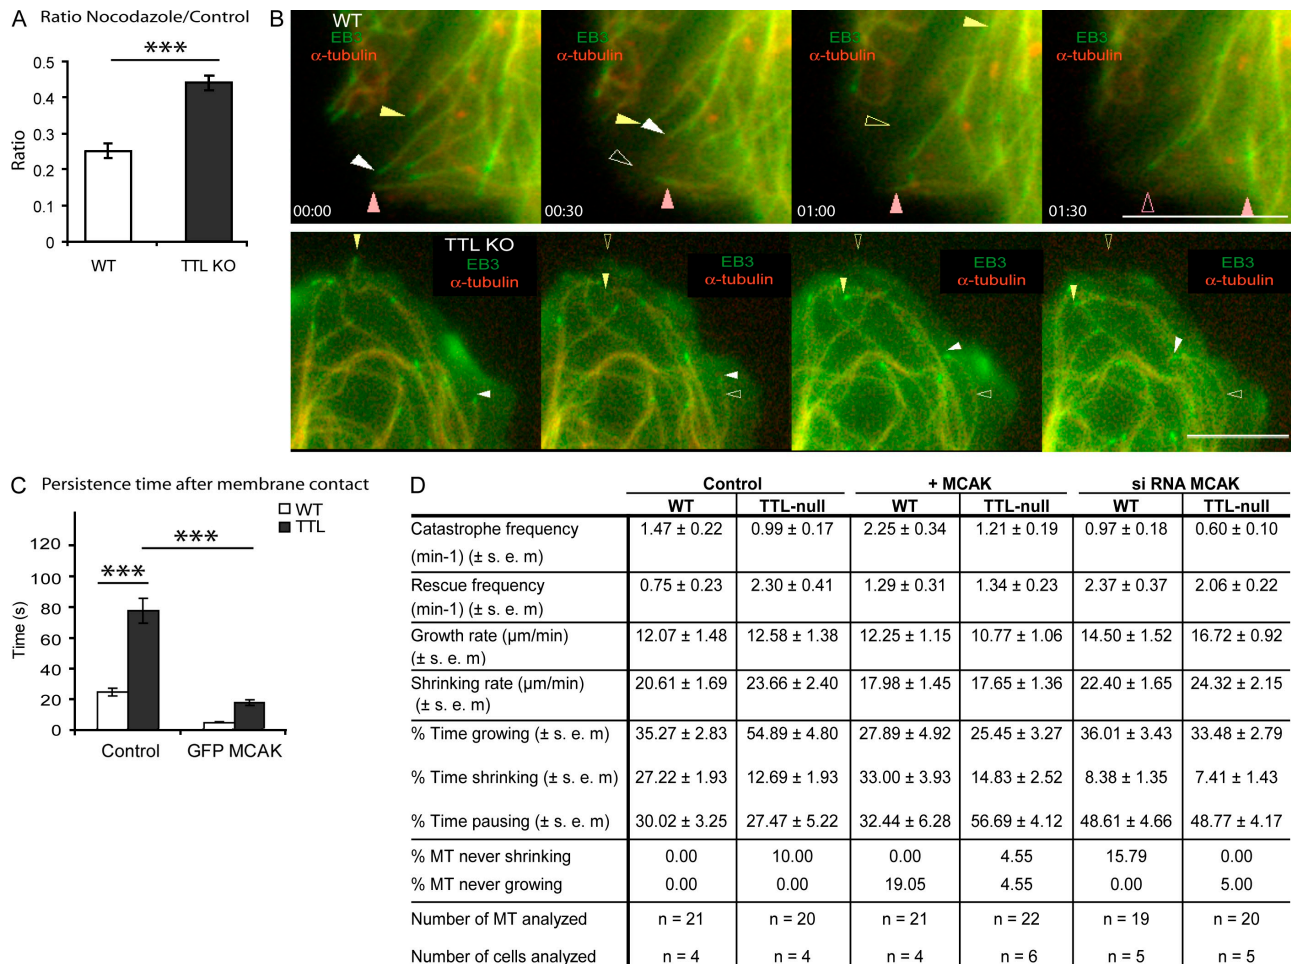 A Ratio Nocodazole/Control
***
0.5
0.4
0.3
0.2
0.1
0
Ratio
WT TTL KO
B
WT
EB3
α-tubulin
00:00
EB3
α-tubulin
00:30
EB3
α-tubulin
01:00
EB3
α-tubulin
01:30
TTL KO
EB3
α-tubulin
EB3
α-tubulin
EB3
α-tubulin
EB3
α-tubulin
C Persistence time after membrane contact
WT
TTL
***
***
120
100
80
60
40
20
0
Time (s)
Control GFP MCAK
D
Control + MCAK si RNA MCAK
WT TTL-null WT TTL-null WT TTL-null
Catastrophe frequency 1.47 ± 0.22 0.99 ± 0.17 2.25 ± 0.34 1.21 ± 0.19 0.97 ± 0.18 0.60 ± 0.10
(min-1) (± s. e. m)
Rescue frequency 0.75 ± 0.23 2.30 ± 0.41 1.29 ± 0.31 1.34 ± 0.23 2.37 ± 0.37 2.06 ± 0.22
(min-1) (± s. e. m)
Growth rate (µm/min) 12.07 ± 1.48 12.58 ± 1.38 12.25 ± 1.15 10.77 ± 1.06 14.50 ± 1.52 16.72 ± 0.92
(± s. e. m)
Shrinking rate (µm/min) 20.61 ± 1.69 23.66 ± 2.40 17.98 ± 1.45 17.65 ± 1.36 22.40 ± 1.65 24.32 ± 2.15
(± s. e. m)
% Time growing (± s. e. m) 35.27 ± 2.83 54.89 ± 4.80 27.89 ± 4.92 25.45 ± 3.27 36.01 ± 3.43 33.48 ± 2.79
% Time shrinking (± s. e. m) 27.22 ± 1.93 12.69 ± 1.93 33.00 ± 3.93 14.83 ± 2.52 8.38 ± 1.35 7.41 ± 1.43
% Time pausing (± s. e. m) 30.02 ± 3.25 27.47 ± 5.22 32.44 ± 6.28 56.69 ± 4.12 48.61 ± 4.66 48.77 ± 4.17
% MT never shrinking 0.00 10.00 0.00 4.55 15.79 0.00
% MT never growing 0.00 0.00 19.05 4.55 0.00 5.00
Number of MT analyzed n = 21 n = 20 n = 21 n = 22 n = 19 n = 20
Number of cells analyzed n = 4 n = 4 n = 4 n = 6 n = 5 n = 5